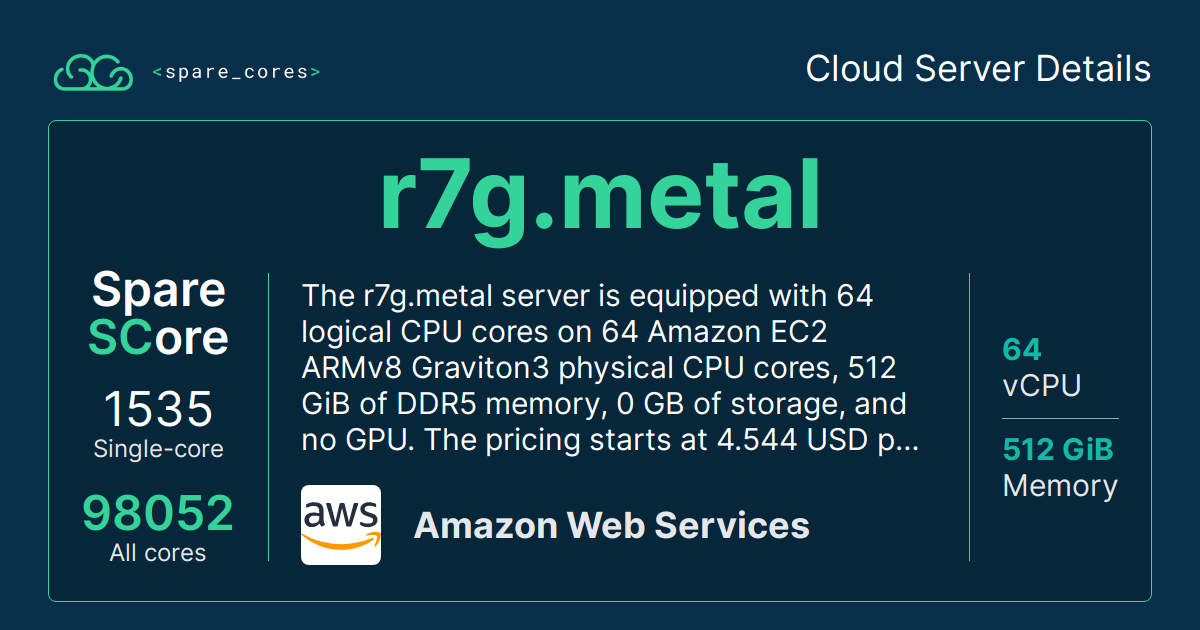 <spare_cores>
Cloud Server Details
r7g.metal
Spare
SCore
1535
Single-core
98052
All cores
The r7g.metal server is equipped with 64
logical CPU cores on 64 Amazon EC2
ARMv8 Graviton3 physical CPU cores, 512
GiB of DDR5 memory, 0 GB of storage, and
no GPU. The pricing starts at 4.544 USD p...
aws
Amazon Web Services
64
vCPU
512 GiB
Memory